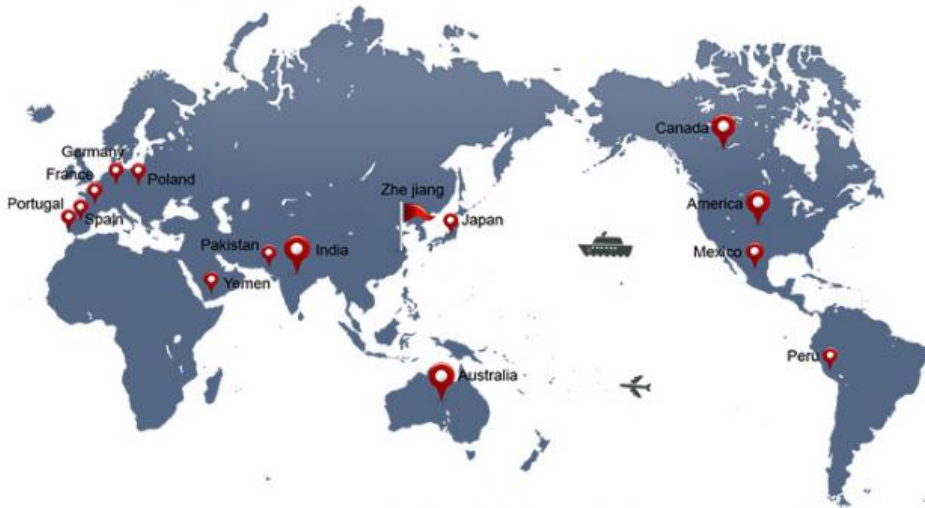 Canada
Germany
France
Poland
Zhe jiang
Portugal
Spain
America
Japan
Pakistan
India
Mexico
Yemen
Peru
Australia